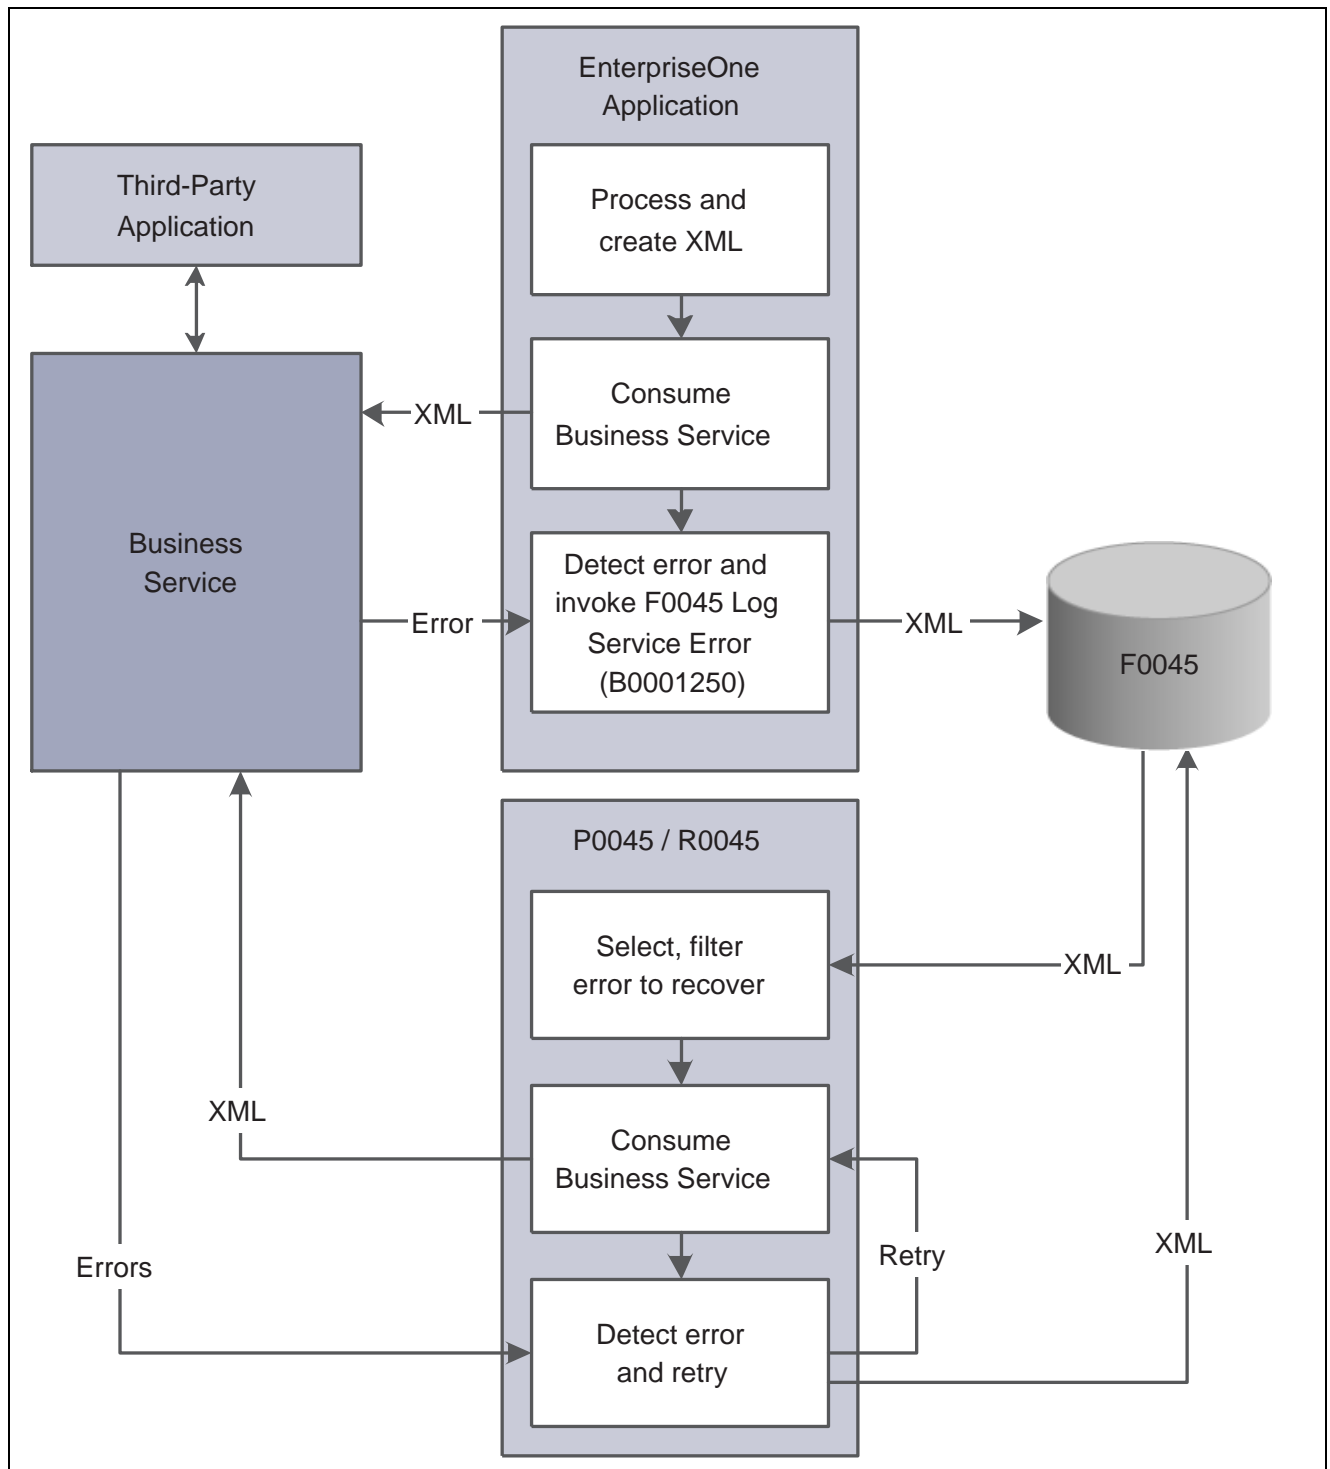 EnterpriseOne
Application
Third-Party
Application
Process and
create XML
Consume
Business Service
XML
Business
Service
Detect error and
invoke F0045 Log
Service Error
(B0001250)
Error
XML
F0045
P0045 / R0045
Select, filter
error to recover
XML
XML
Consume
Business Service
Retry
XML
Errors
Detect error
and retry